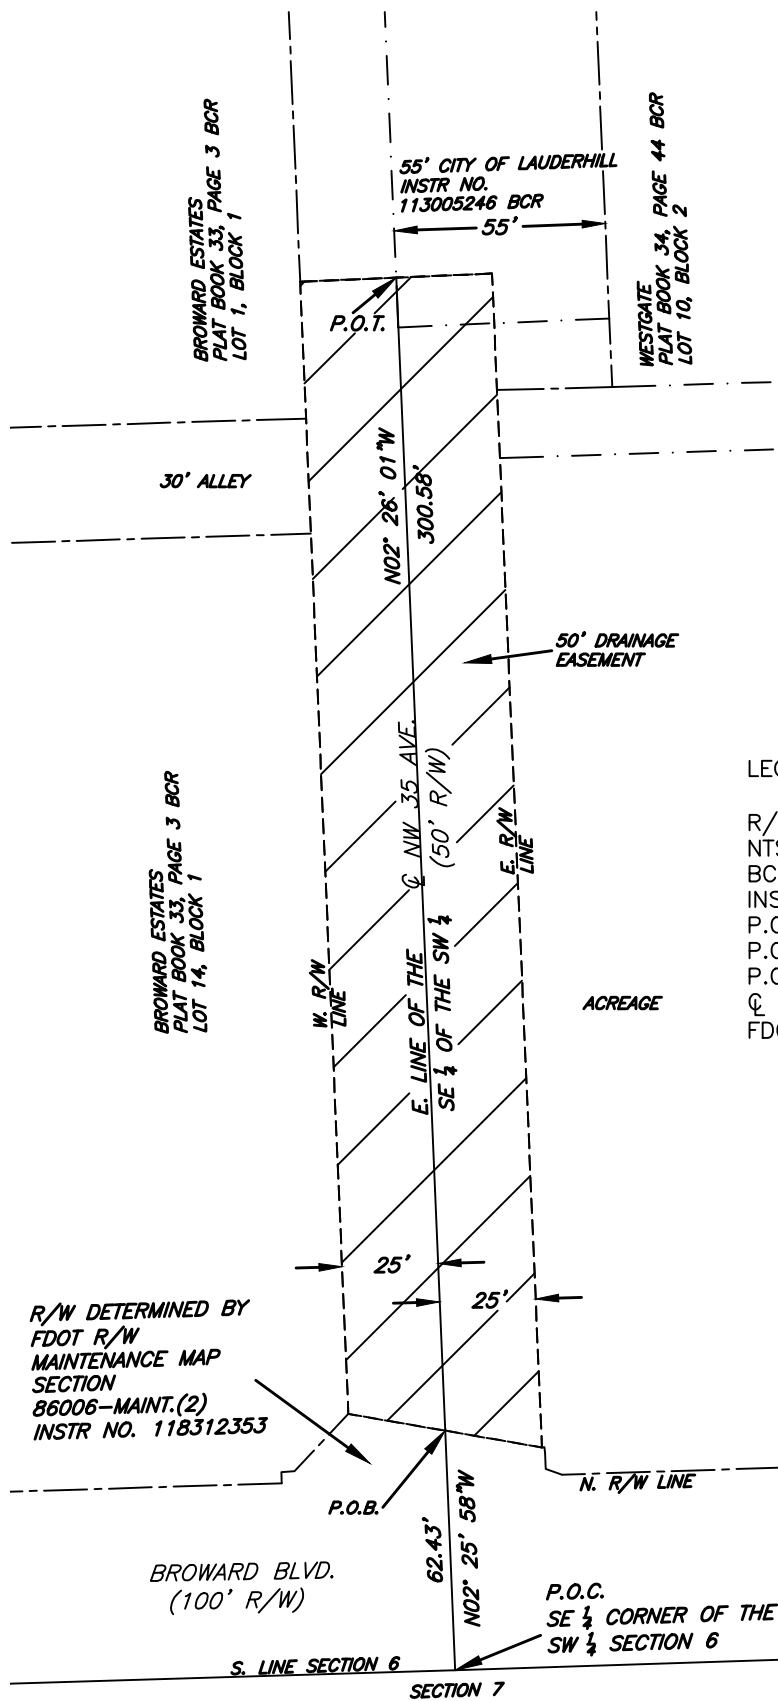 BROWARD ESTATES
PLAT BOOK 33, PAGE 3 BCR
LOT 1, BLOCK 1
55' CITY OF LAUDERHILL
INSTR NO.
113005246 BCR
55'
WESTGATE
PLAT BOOK 34, PAGE 44 BCR
LOT 10, BLOCK 2
P.O.T.
30' ALLEY
N02° 26' 01"W
300.58'
50' DRAINAGE
EASEMENT
℄ NW 35 AVE.
(50' R/W)
E. R/W
LINE
BROWARD ESTATES
PLAT BOOK 33, PAGE 3 BCR
LOT 14, BLOCK 1
W. R/W
LINE
E. LINE OF THE
SE ¼ OF THE SW ¼
ACREAGE
LEG
R/
NTS
BC
INS
P.O
P.O
P.O
℄
FDO
25'
25'
R/W DETERMINED BY
FDOT R/W
MAINTENANCE MAP
SECTION
86006-MAINT.(2)
INSTR NO. 118312353
P.O.B.
N. R/W LINE
62.43'
N02° 25' 58"W
BROWARD BLVD.
(100' R/W)
P.O.C.
SE ¼ CORNER OF THE
SW ¼ SECTION 6
S. LINE SECTION 6
SECTION 7